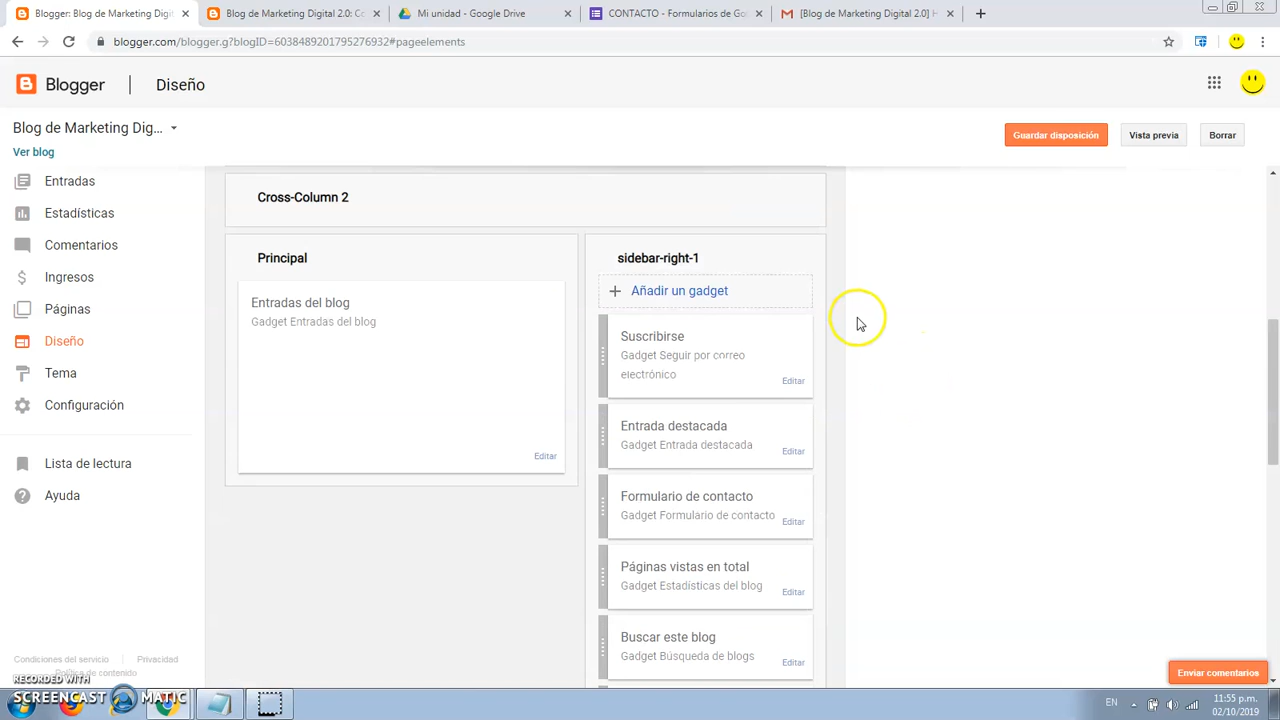 Blogger: Blog de Marketing Digit
Blog de Marketing Digital 2.0: Co
Mi unidad - Google Drive
CONTACTO - Formularios de Go
[Blog de Marketing Digital 2.0] F
blogger.com/blogger.g?blogID=6038489201795276932#pageelements
Blogger
Diseño
Blog de Marketing Dig...
Guardar disposición
Vista previa
Borrar
Ver blog
Entradas
Estadísticas
Comentarios
Ingresos
Páginas
Diseño
Tema
Configuración
Lista de lectura
Ayuda
Cross-Column 2
Principal
Entradas del blog
Gadget Entradas del blog
Editar
sidebar-right-1
Añadir un gadget
Suscribirse
Gadget Seguir por correo
electrónico
Editar
Entrada destacada
Gadget Entrada destacada
Editar
Formulario de contacto
Gadget Formulario de contacto
Editar
Páginas vistas en total
Gadget Estadísticas del blog
Editar
Buscar este blog
Gadget Búsqueda de blogs
Editar
Condiciones del servicio
Privacidad
Política de contenido
Enviar comentarios
RECORDED WITH
SCREENCAST MATIC
EN
11:55 p.m.
02/10/2019